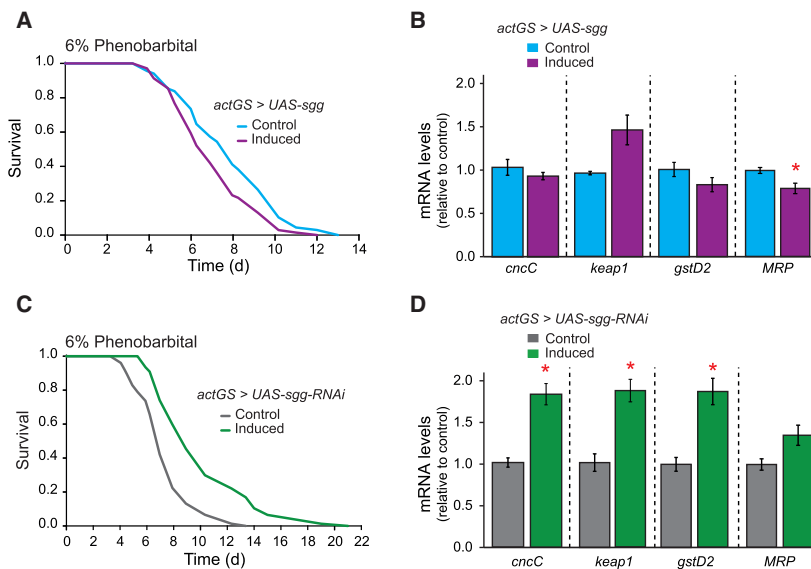 A
6% Phenobarbital
actGS > UAS-sgg
Control
Induced
Survival
1.0
0.8
0.6
0.4
0.2
0.0
0 2 4 6 8 10 12 14
Time (d)
B
actGS > UAS-sgg
Control
Induced
mRNA levels
(relative to control)
2.0
1.5
1.0
0.5
0.0
*
cncC keap1 gstD2 MRP
C
6% Phenobarbital
actGS > UAS-sgg-RNAi
Control
Induced
Survival
1.0
0.8
0.6
0.4
0.2
0.0
0 2 4 6 8 10 12 14 16 18 20 22
Time (d)
D
actGS > UAS-sgg-RNAi
Control
Induced
mRNA levels
(relative to control)
2.0
1.5
1.0
0.5
0.0
* * *
cncC keap1 gstD2 MRP